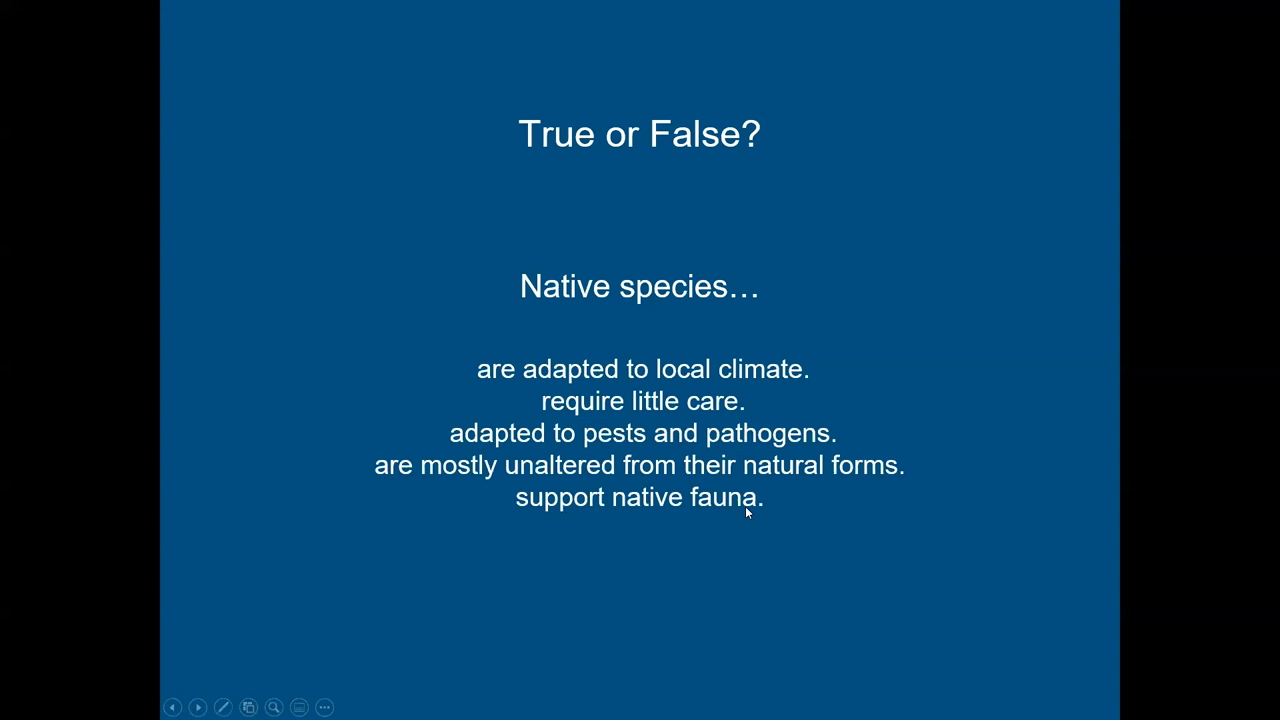 True or False?
Native species…
are adapted to local climate.
require little care.
adapted to pests and pathogens.
are mostly unaltered from their natural forms.
support native fauna.